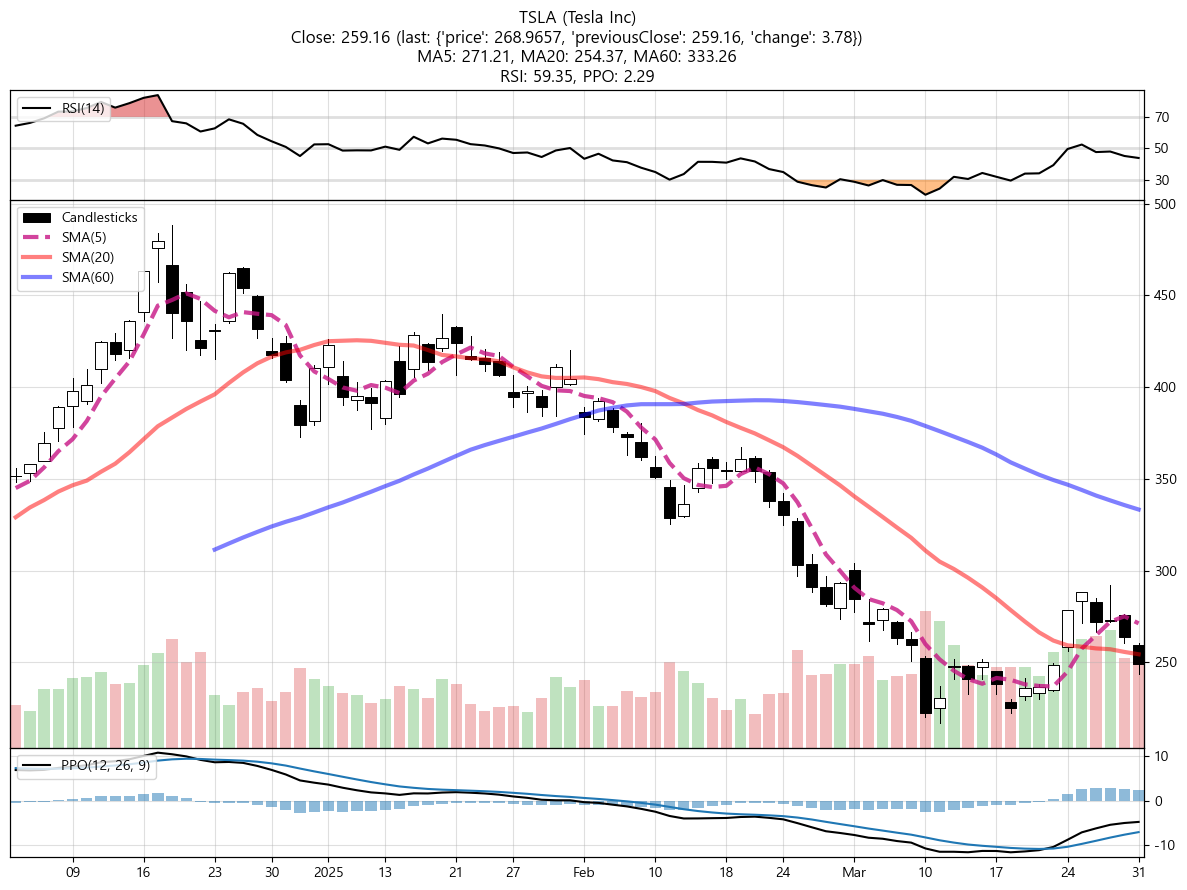 TSLA (Tesla Inc)
Close: 259.16 (last: {'price': 268.9657, 'previousClose': 259.16, 'change': 3.78})
MA5: 271.21, MA20: 254.37, MA60: 333.26
RSI: 59.35, PPO: 2.29
RSI(14)
70
50
30
Candlesticks
SMA(5)
SMA(20)
SMA(60)
500
450
400
350
300
250
PPO(12, 26, 9)
10
0
-10
09 16 23 30 2025 13 21 27 Feb 10 18 24 Mar 10 17 24 31